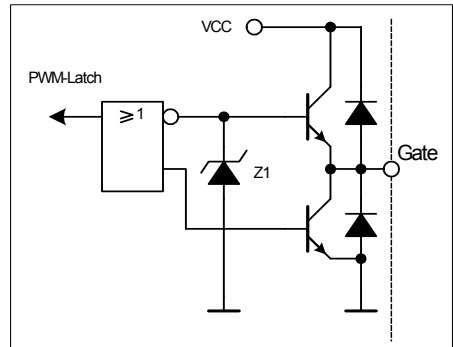 VCC
PWM-Latch
≥1
Z1
Gate